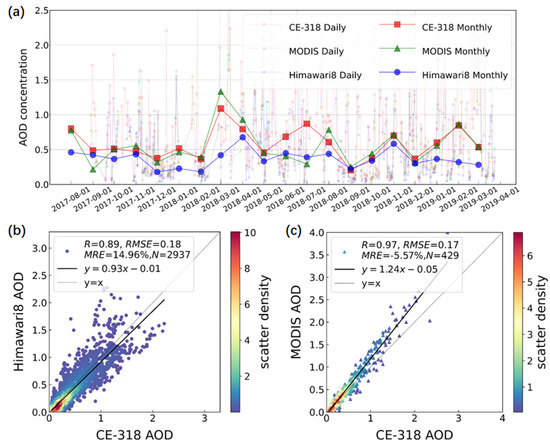 (a)
AOD concentration
2.5
2.0
1.5
1.0
0.5
0.0
CE-318 Daily
MODIS Daily
Himawari8 Daily
CE-318 Monthly
MODIS Monthly
Himawari8 Monthly
2017-08-01
2017-09-01
2017-10-01
2017-11-01
2017-12-01
2018-01-01
2018-02-01
2018-03-01
2018-04-01
2018-05-01
2018-06-01
2018-07-01
2018-08-01
2018-09-01
2018-10-01
2018-11-01
2018-12-01
2019-01-01
2019-02-01
2019-03-01
2019-04-01
(b)
Himawari8 AOD
4.0
3.5
3.0
2.5
2.0
1.5
1.0
0.5
0.0
R=0.89, RMSE=0.18
MRE=14.96%,N=2937
y = 0.93x − 0.01
y=x
0 1 2 3
CE-318 AOD
10
8
6
4
2
scatter density
(c)
MODIS AOD
4.0
3.5
3.0
2.5
2.0
1.5
1.0
0.5
0.0
R=0.97, RMSE=0.17
MRE=-5.57%,N=429
y = 1.24x − 0.05
y=x
0 1 2 3 4
CE-318 AOD
6
5
4
3
2
1
scatter density